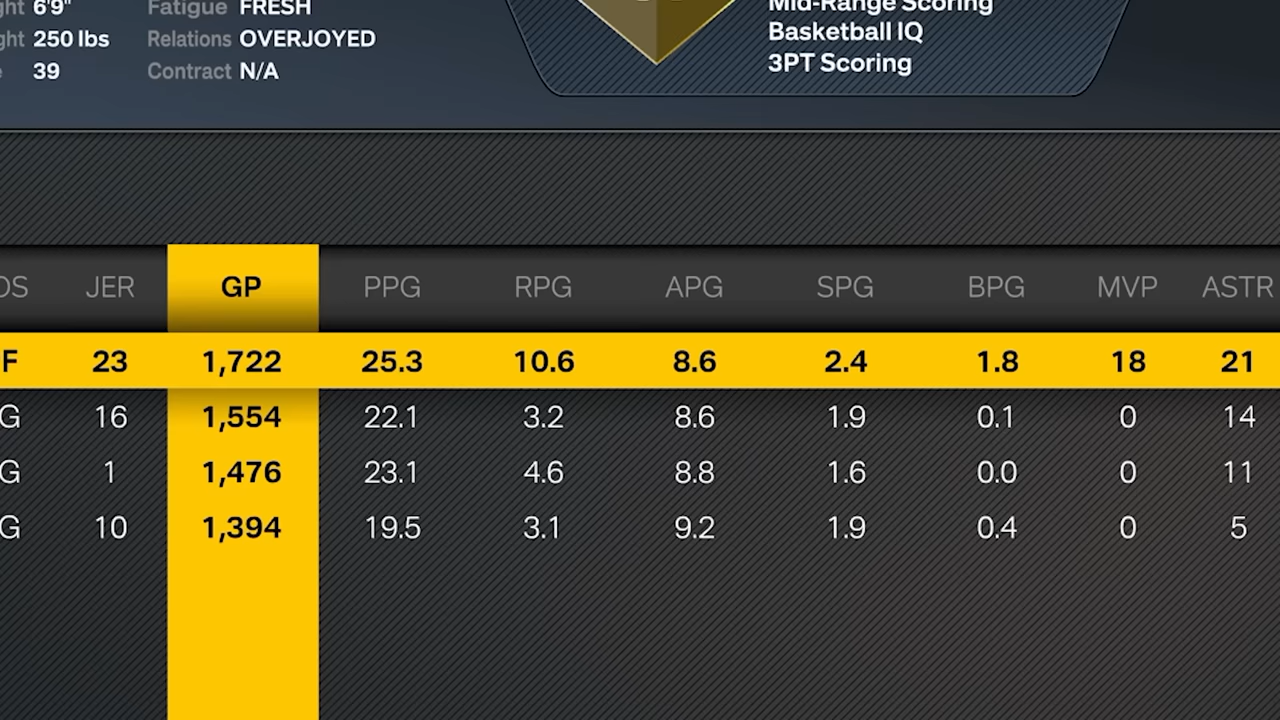 ght 6'9" Fatigue FRESH
Mid-Range Scoring
ght 250 lbs Relations OVERJOYED
Basketball IQ
e 39 Contract N/A
3PT Scoring
OS JER GP PPG RPG APG SPG BPG MVP ASTR
F 23 1,722 25.3 10.6 8.6 2.4 1.8 18 21
G 16 1,554 22.1 3.2 8.6 1.9 0.1 0 14
G 1 1,476 23.1 4.6 8.8 1.6 0.0 0 11
G 10 1,394 19.5 3.1 9.2 1.9 0.4 0 5